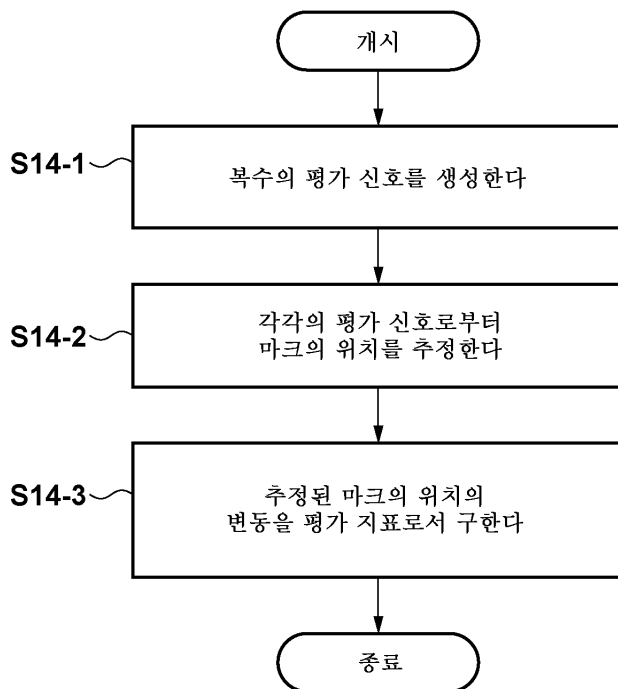 개시
S14-1
복수의 평가 신호를 생성한다
S14-2
각각의 평가 신호로부터
마크의 위치를 추정한다
S14-3
추정된 마크의 위치의
변동을 평가 지표로서 구한다
종료